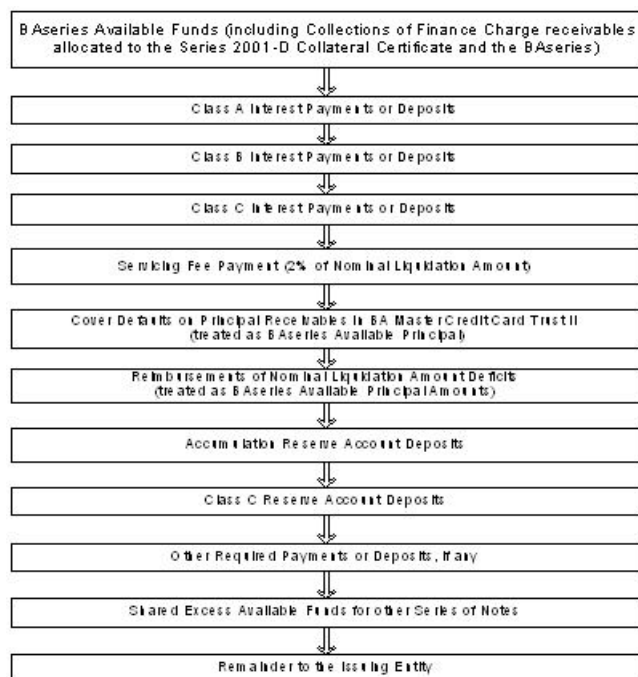 BAseries Available Funds (including Collections of Finance Charge receivables
allocated to the Series 2001-D Collateral Certificate and the BAseries)
Class A Interest Payments or Deposits
Class B Interest Payments or Deposits
Class C Interest Payments or Deposits
Servicing Fee Payment (2% of Nominal Liquidation Amount)
Cover Defaults on Principal Receivables in BA Master Credit Card Trust II
(treated as BAseries Available Principal)
Reimbursements of Nominal Liquidation Amount Deficits
(treated as BAseries Available Principal Amounts)
Accumulation Reserve Account Deposits
Class C Reserve Account Deposits
Other Required Payments or Deposits, if any
Shared Excess Available Funds for other Series of Notes
Remainder to the Issuing Entity